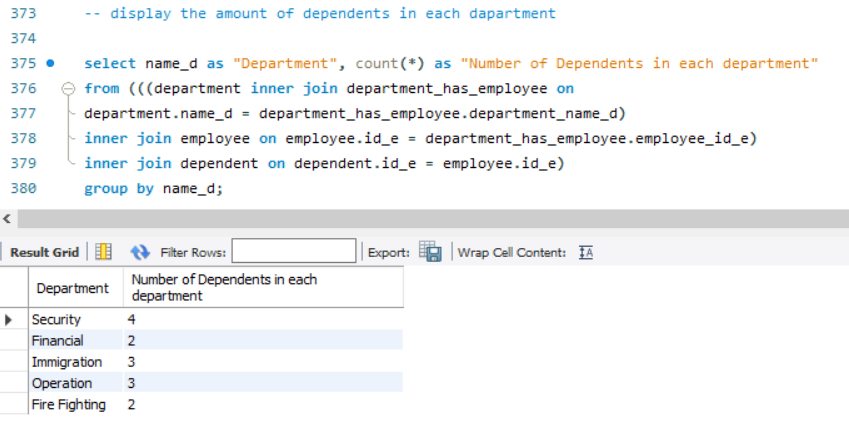 373 -- display the amount of dependents in each dapartment
374
375 select name_d as "Department", count(*) as "Number of Dependents in each department"
376 from (((department inner join department_has_employee on
377 department.name_d = department_has_employee.department_name_d)
378 inner join employee on employee.id_e = department_has_employee.employee_id_e)
379 inner join dependent on dependent.id_e = employee.id_e)
380 group by name_d;
Result Grid Filter Rows: Export: Wrap Cell Content: IA
Department Number of Dependents in each
department
Security 4
Financial 2
Immigration 3
Operation 3
Fire Fighting 2